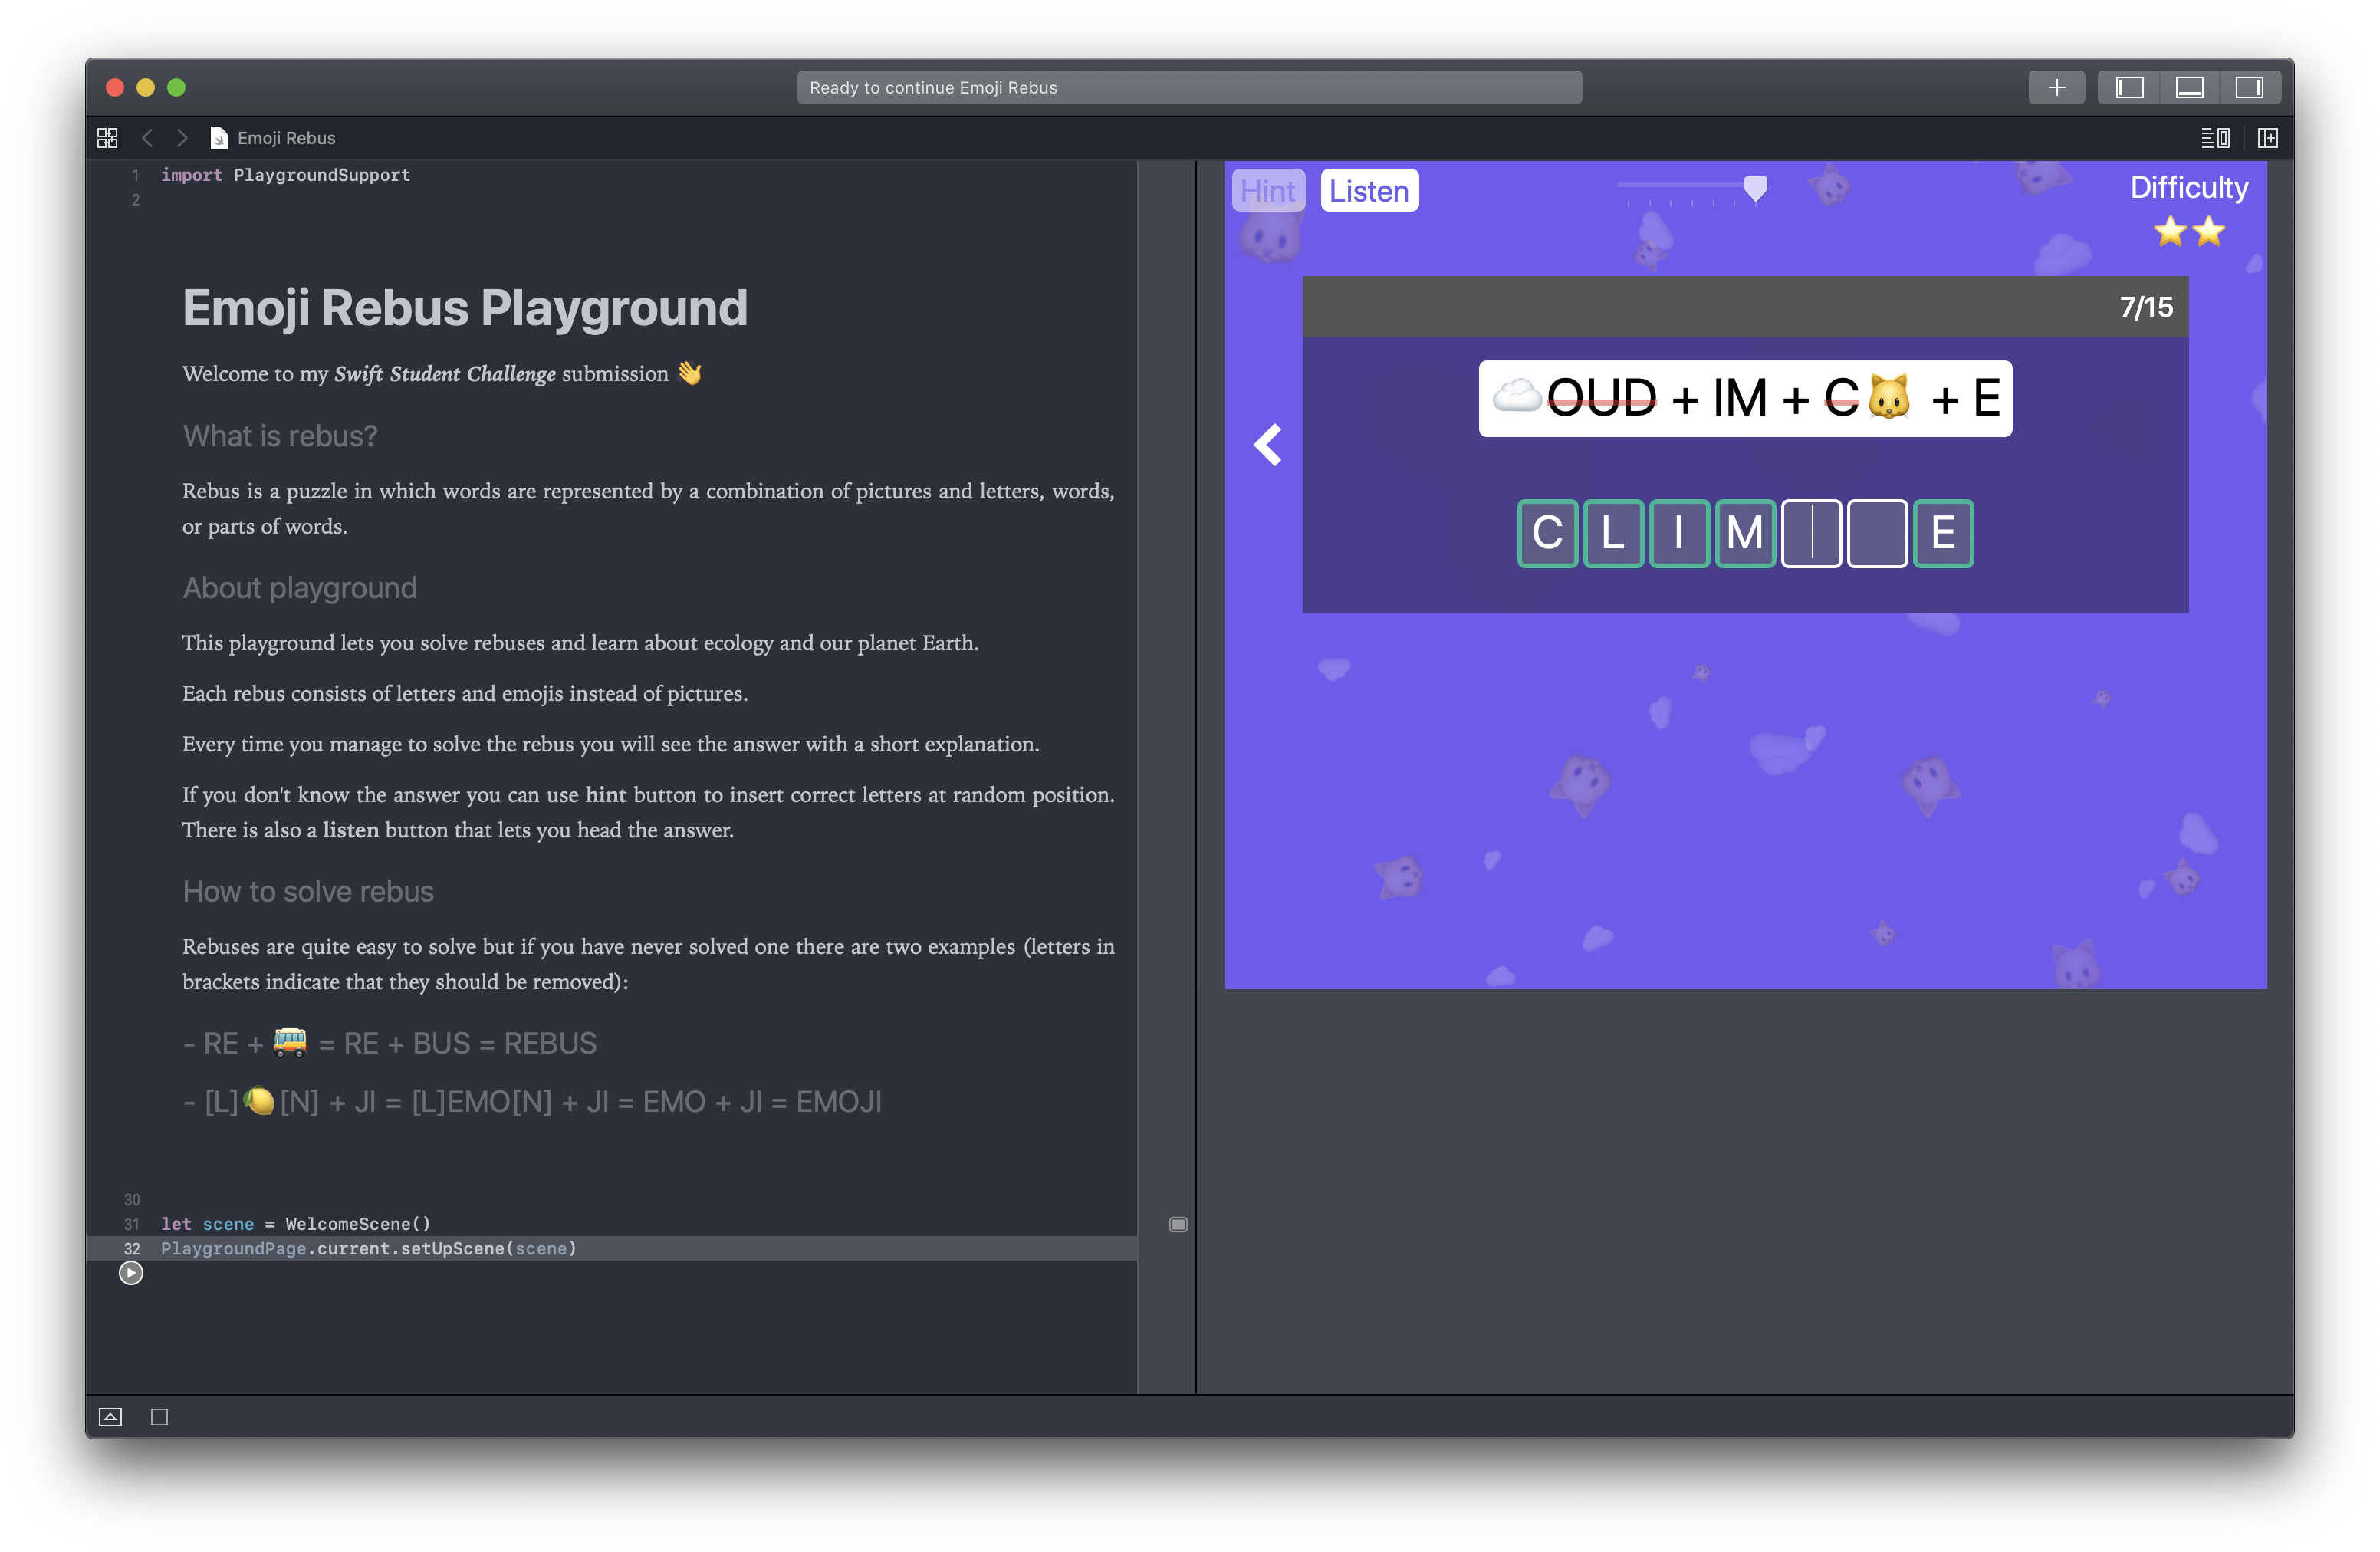 Ready to continue Emoji Rebus
Emoji Rebus
1 import PlaygroundSupport
2
Emoji Rebus Playground
Welcome to my Swift Student Challenge submission 👋
What is rebus?
Rebus is a puzzle in which words are represented by a combination of pictures and letters, words,
or parts of words.
About playground
This playground lets you solve rebuses and learn about ecology and our planet Earth.
Each rebus consists of letters and emojis instead of pictures.
Every time you manage to solve the rebus you will see the answer with a short explanation.
If you don't know the answer you can use hint button to insert correct letters at random position.
There is also a listen button that lets you head the answer.
How to solve rebus
Rebuses are quite easy to solve but if you have never solved one there are two examples (letters in
brackets indicate that they should be removed):
- RE + 🚌 = RE + BUS = REBUS
- [L]🍋[N] + JI = [L]EMO[N] + JI = EMO + JI = EMOJI
30
31 let scene = WelcomeScene()
32 PlaygroundPage.current.setUpScene(scene)
Hint Listen
Difficulty
⭐⭐
7/15
☁️OUD + IM + C🐱 + E
C L I M E